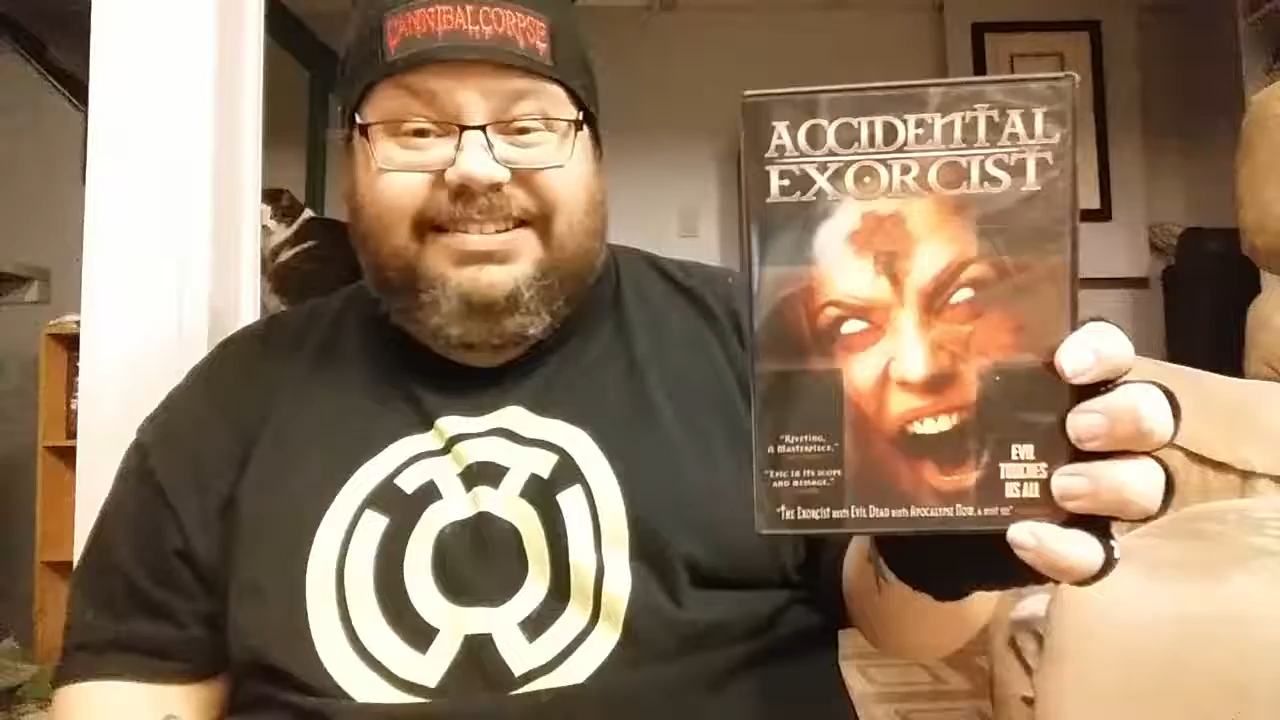 CANNIBAL CORPSE
ACCIDENTAL
EXORCIST
"RIVETING,
A MASTERPIECE."
"EPIC IN ITS SCOPE
AND
EVIL
TOUCHES
US ALL
"THE EXORCIST MEETS EVIL DEAD MEETS APOCALYPSE NOW, A MUST SEE"